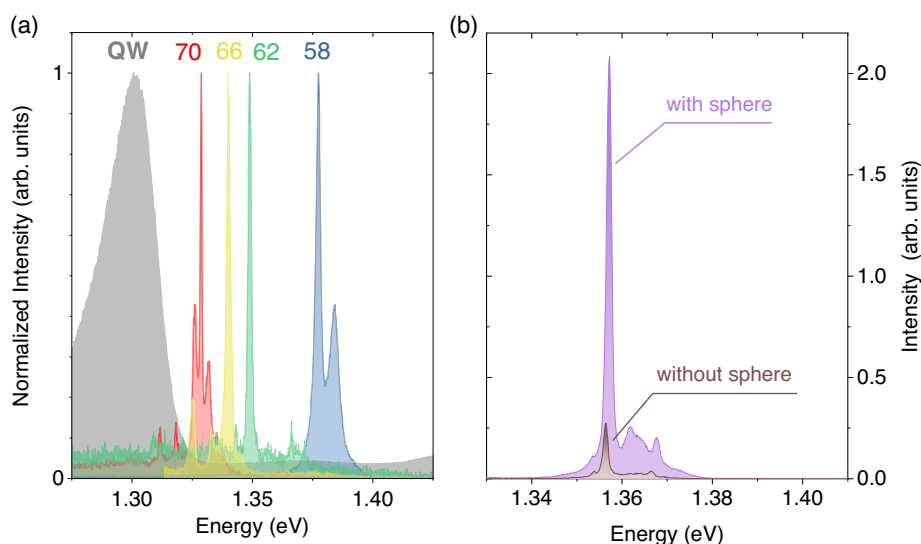 (a)
QW 70 66 62 58
1
0
Normalized Intensity (arb. units)
1.30 1.35 1.40
Energy (eV)
(b)
with sphere
without sphere
2.0
1.5
1.0
0.5
0.0
Intensity (arb. units)
1.34 1.36 1.38 1.40
Energy (eV)